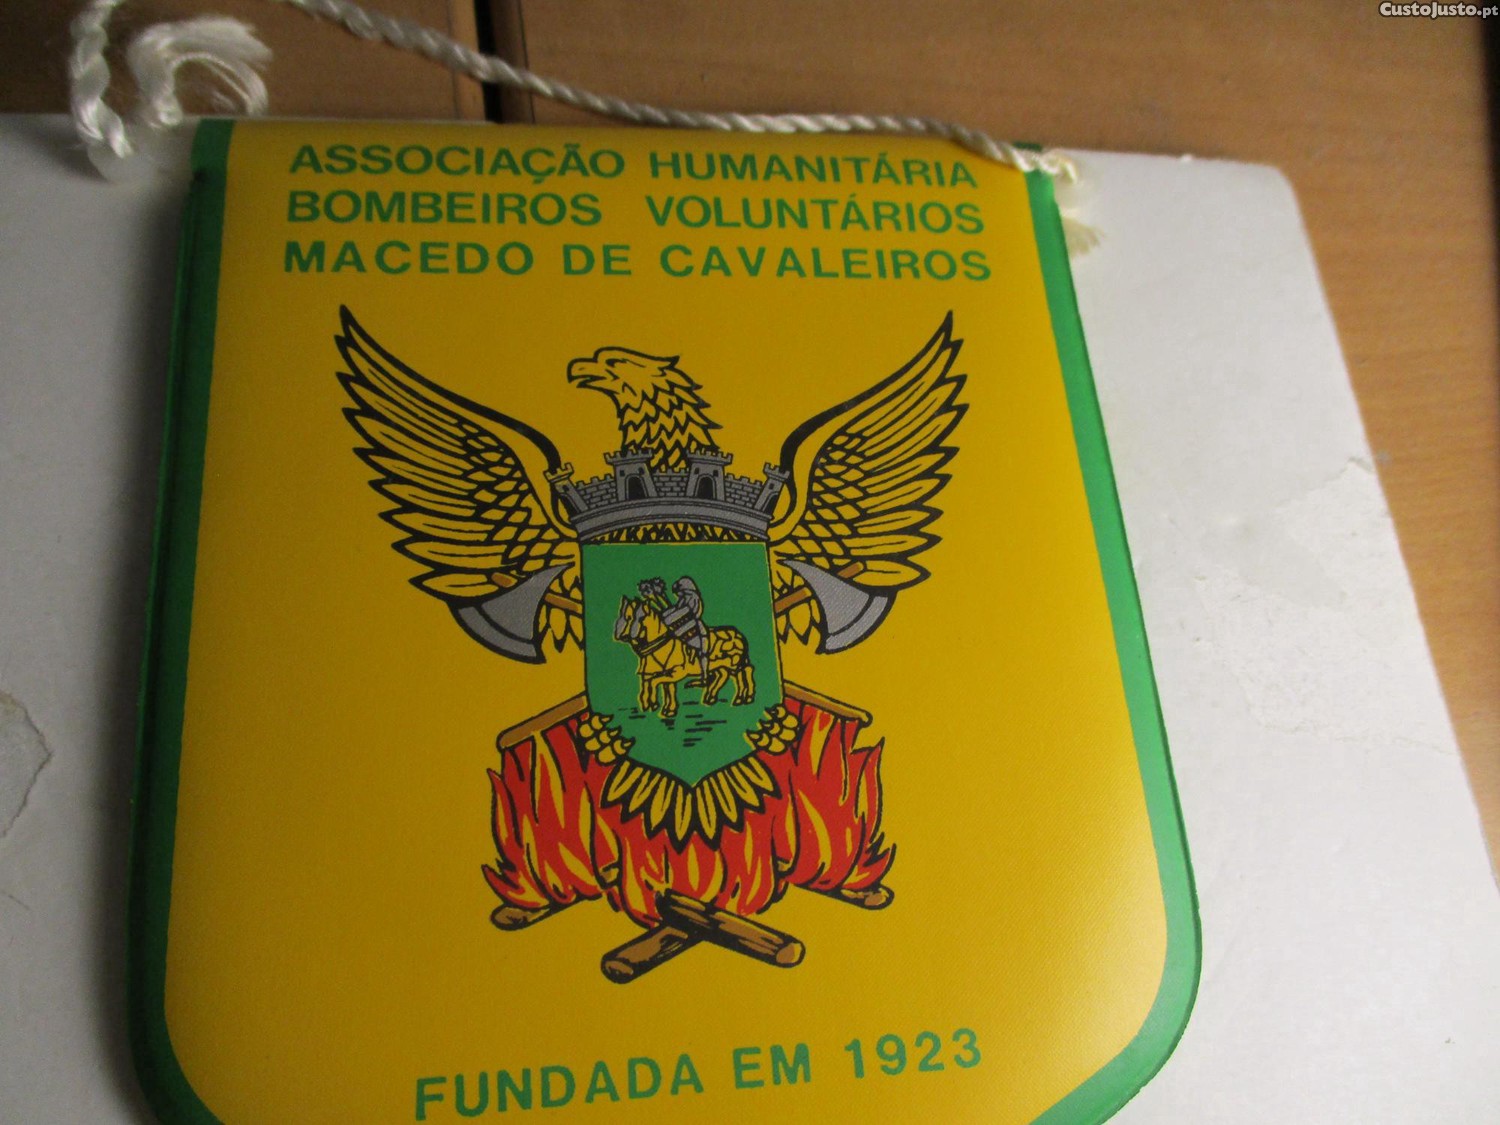 CustoJusto.pt
ASSOCIAÇÃO HUMANITÁRIA
BOMBEIROS VOLUNTÁRIOS
MACEDO DE CAVALEIROS
FUNDADA EM 1923